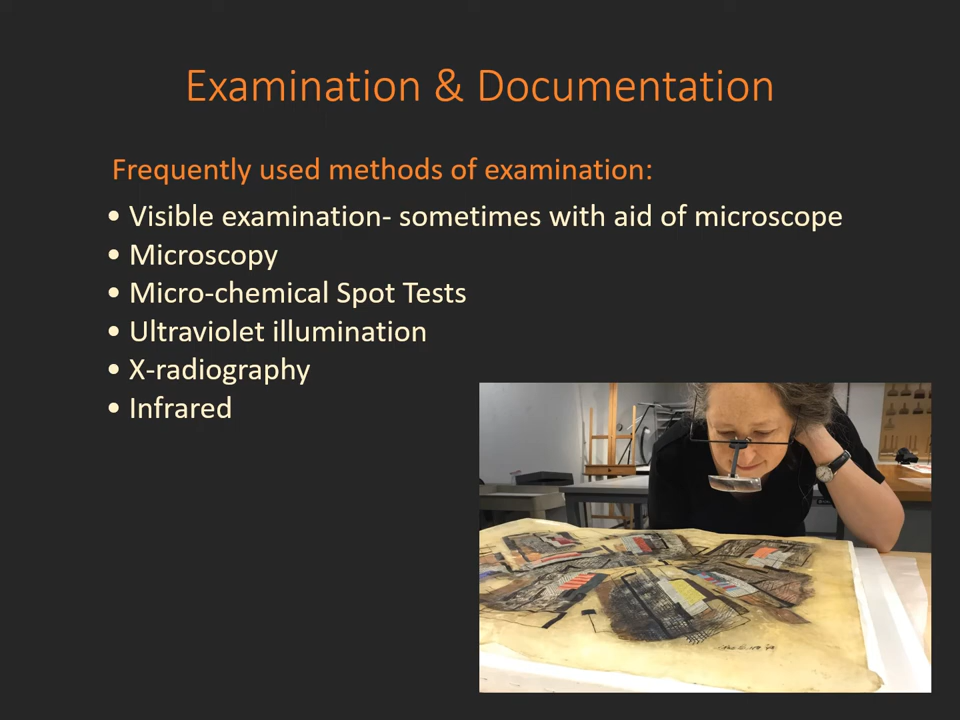 Examination & Documentation
Frequently used methods of examination:
• Visible examination- sometimes with aid of microscope
• Microscopy
• Micro-chemical Spot Tests
• Ultraviolet illumination
• X-radiography
• Infrared